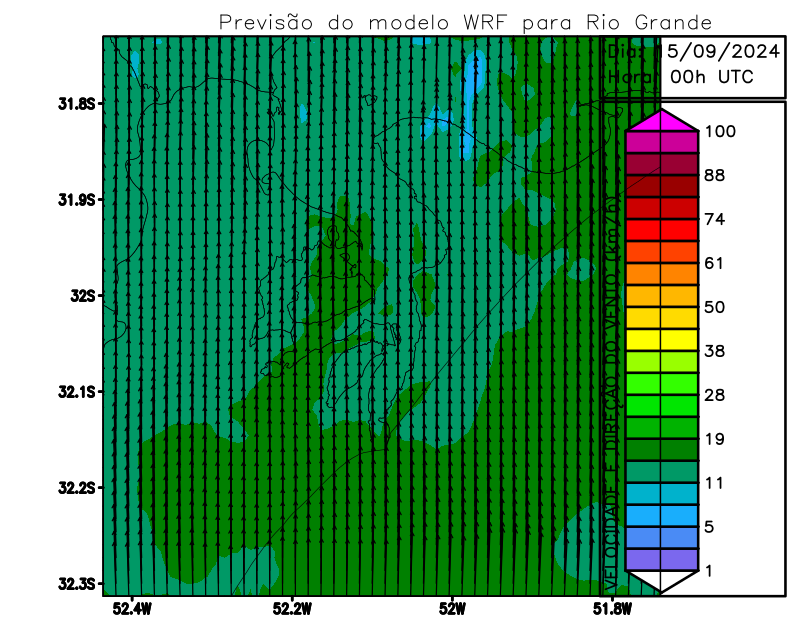 Previsão do modelo WRF para Rio Grande
Dia: 5/09/2024
Hora: 00h UTC
31.8S
31.9S
32S
32.1S
32.2S
32.3S
52.4W
52.2W
52W
51.8W
VELOCIDADE E DIREÇÃO DO VENTO (km/h)
100
88
74
61
50
38
28
19
11
5
1